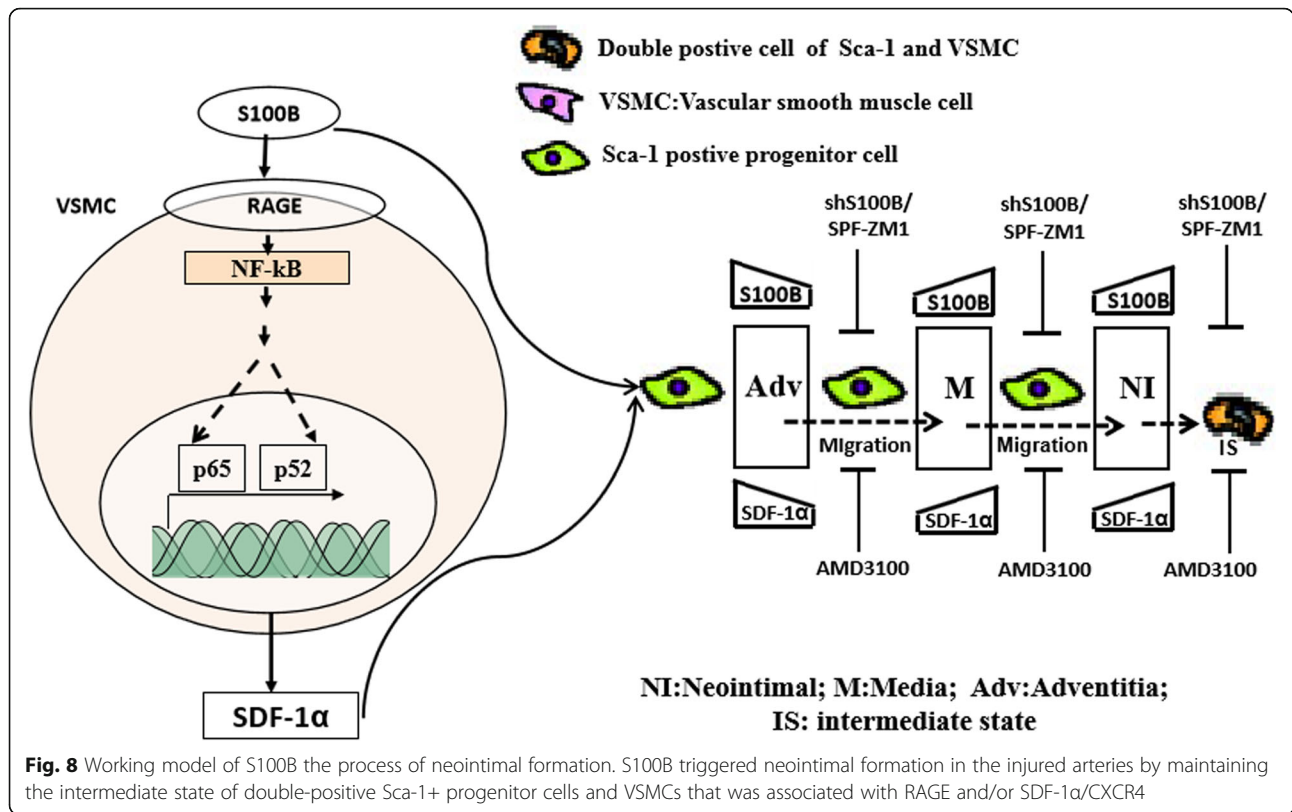 Double postive cell of Sca-1 and VSMC
VSMC:Vascular smooth muscle cell
Sca-1 postive progenitor cell
S100B
VSMC
RAGE
NF-kB
p65
p52
SDF-1α
shS100B/
SPF-ZM1
shS100B/
SPF-ZM1
shS100B/
SPF-ZM1
S100B
S100B
S100B
Adv
M
NI
MIgration
Migration
IS
SDF-1α
SDF-1α
SDF-1α
AMD3100
AMD3100
AMD3100
NI:Neointimal; M:Media; Adv:Adventitia;
IS: intermediate state
Fig. 8 Working model of S100B the process of neointimal formation. S100B triggered neointimal formation in the injured arteries by maintaining
the intermediate state of double-positive Sca-1+ progenitor cells and VSMCs that was associated with RAGE and/or SDF-1α/CXCR4